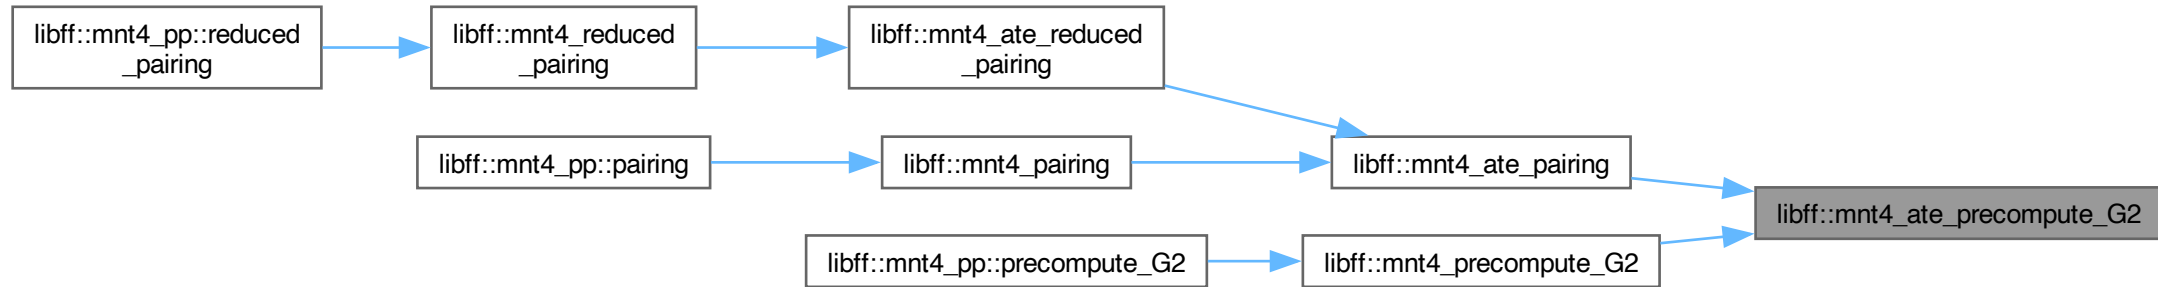 libff::mnt4_pp::reduced
_pairing
libff::mnt4_reduced
_pairing
libff::mnt4_ate_reduced
_pairing
libff::mnt4_pp::pairing
libff::mnt4_pairing
libff::mnt4_ate_pairing
libff::mnt4_ate_precompute_G2
libff::mnt4_pp::precompute_G2
libff::mnt4_precompute_G2